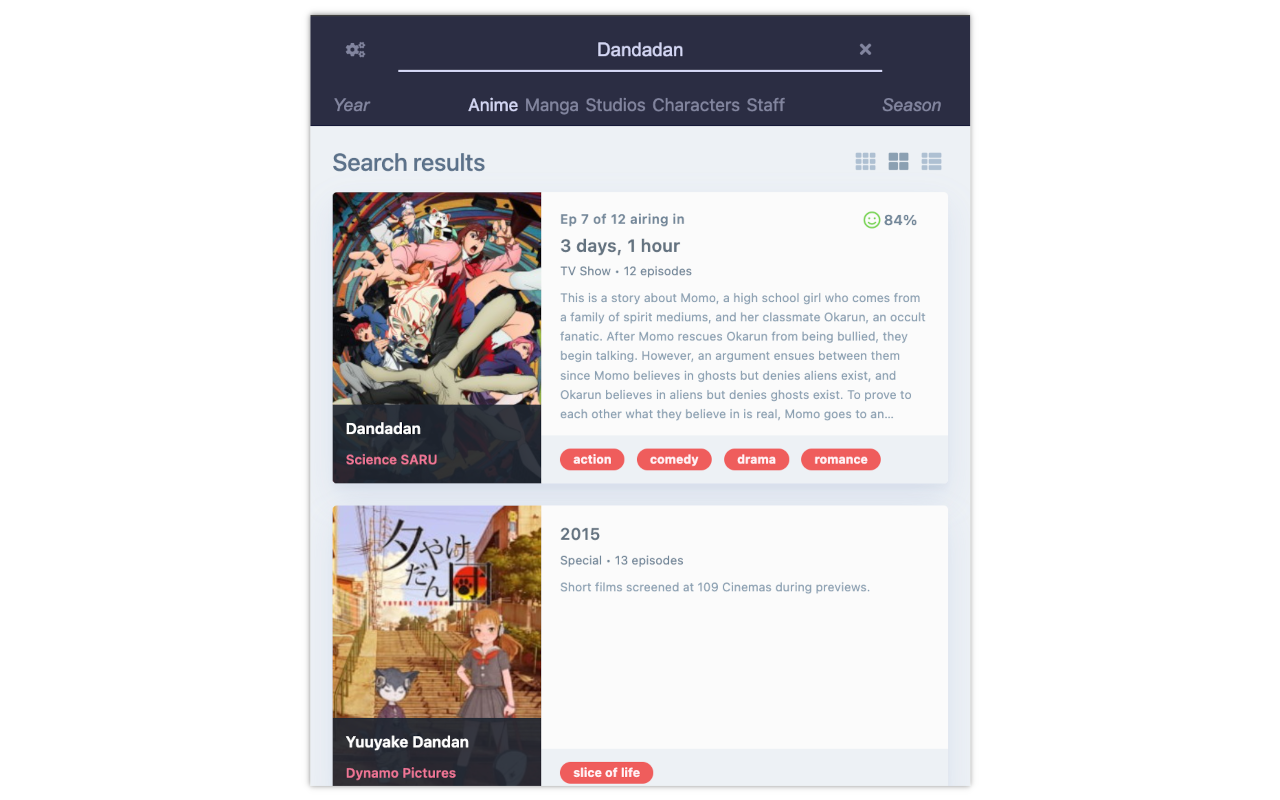 Dandadan
Year Anime Manga Studios Characters Staff Season
Search results
Ep 7 of 12 airing in
84%
3 days, 1 hour
TV Show • 12 episodes
This is a story about Momo, a high school girl who comes from
a family of spirit mediums, and her classmate Okarun, an occult
fanatic. After Momo rescues Okarun from being bullied, they
begin talking. However, an argument ensues between them
since Momo believes in ghosts but denies aliens exist, and
Okarun believes in aliens but denies ghosts exist. To prove to
each other what they believe in is real, Momo goes to an…
Dandadan
Science SARU
action comedy drama romance
夕やけ
だん団
YUYAKE DANDAN
2015
Special • 13 episodes
Short films screened at 109 Cinemas during previews.
Yuuyake Dandan
Dynamo Pictures
slice of life